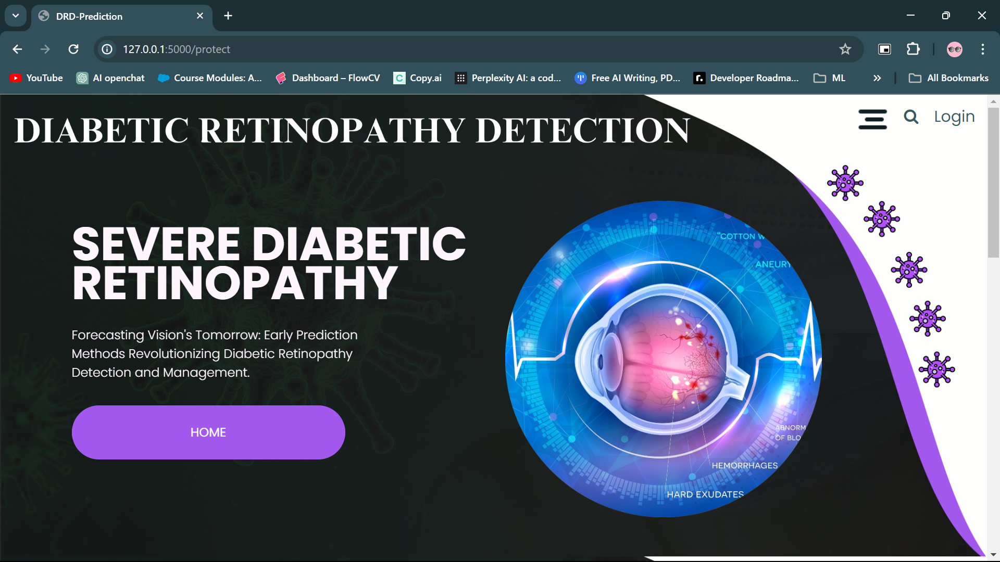 DRD-Prediction
127.0.0.1:5000/protect
YouTube AI openchat Course Modules: A... Dashboard – FlowCV Copy.ai Perplexity AI: a cod... Free AI Writing, PD... Developer Roadma... ML All Bookmarks
DIABETIC RETINOPATHY DETECTION
Login
SEVERE DIABETIC
RETINOPATHY
Forecasting Vision's Tomorrow: Early Prediction
Methods Revolutionizing Diabetic Retinopathy
Detection and Management.
HOME
"COTTON W
ANEURY
ABNORM
OF BLO
HEMORRHAGES
HARD EXUDATES